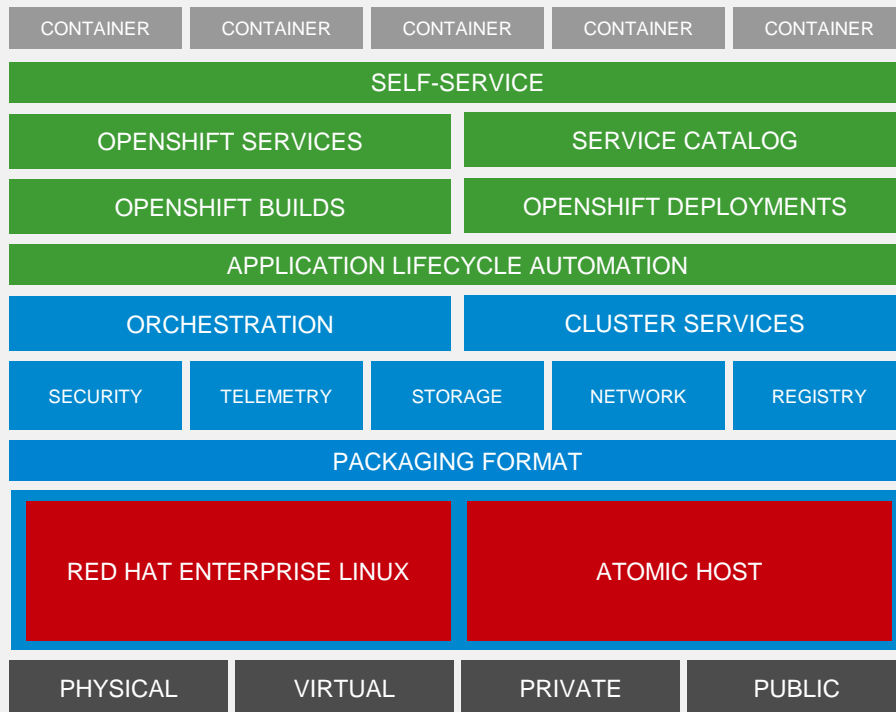 CONTAINER CONTAINER CONTAINER CONTAINER CONTAINER
SELF-SERVICE
OPENSHIFT SERVICES SERVICE CATALOG
OPENSHIFT BUILDS OPENSHIFT DEPLOYMENTS
APPLICATION LIFECYCLE AUTOMATION
ORCHESTRATION CLUSTER SERVICES
SECURITY TELEMETRY STORAGE NETWORK REGISTRY
PACKAGING FORMAT
RED HAT ENTERPRISE LINUX ATOMIC HOST
PHYSICAL VIRTUAL PRIVATE PUBLIC